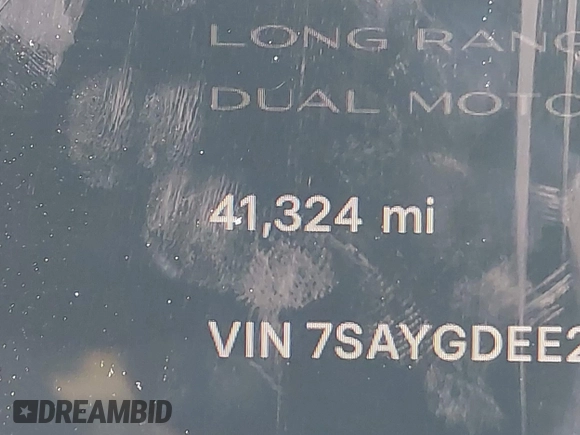 LONG RANG
DUAL MOTO
41,324 mi
VIN 7SAYGDEE2
DREAMBID